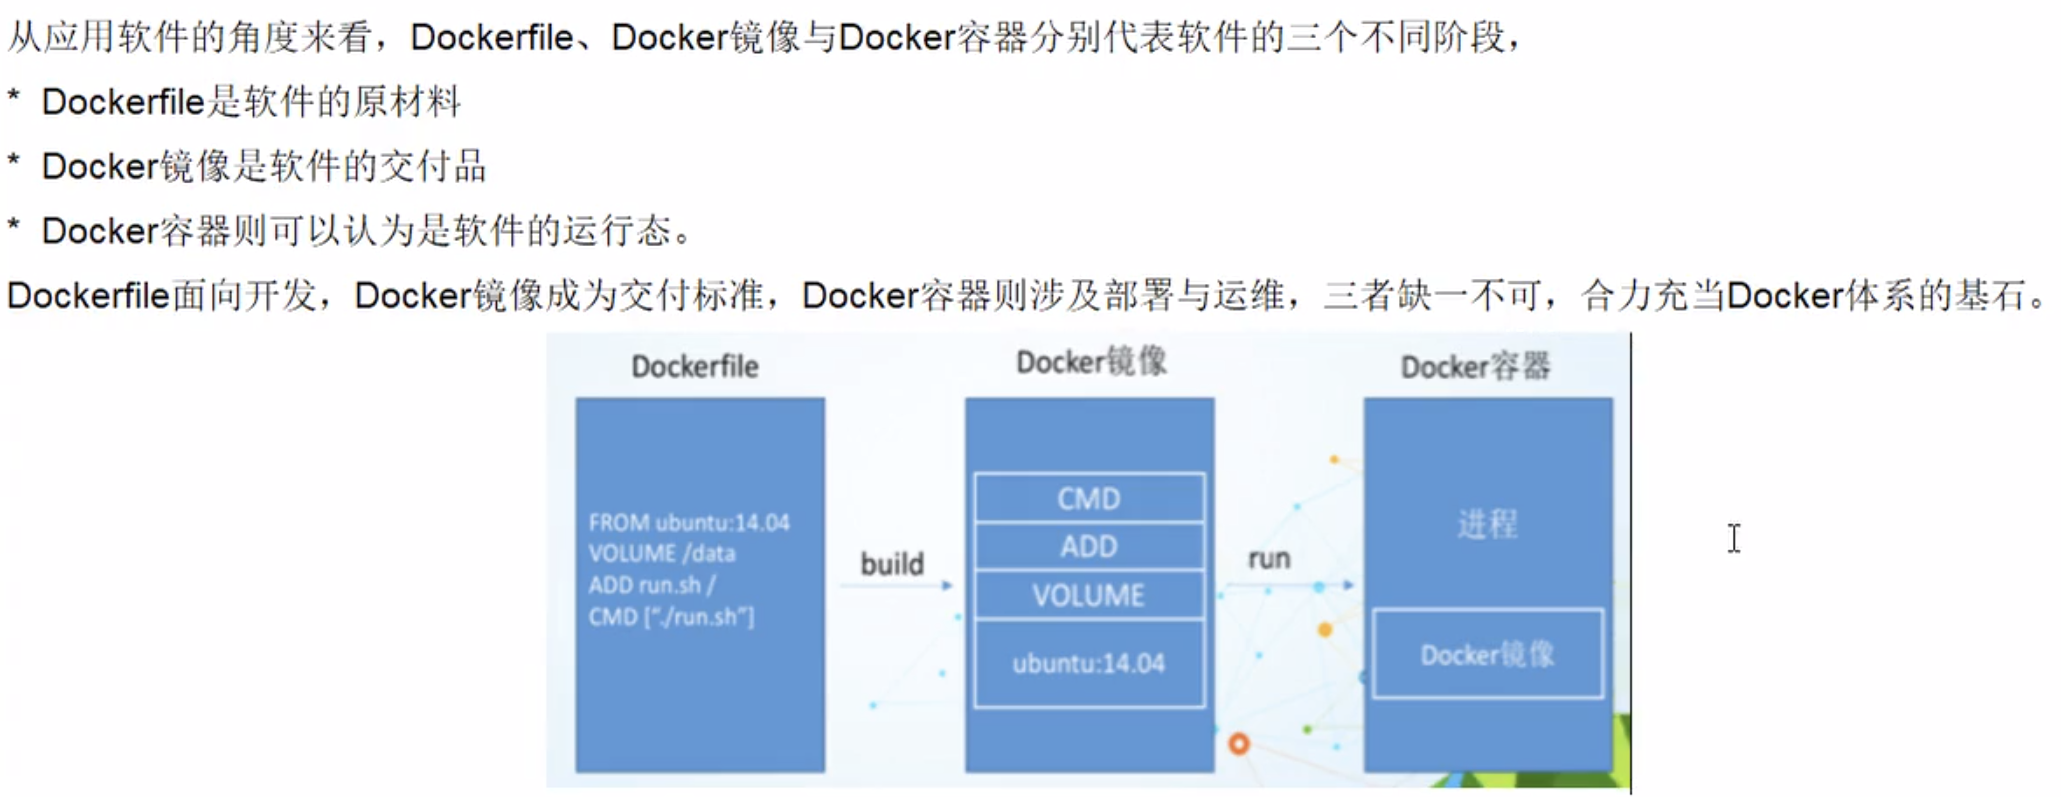 从应用软件的角度来看，Dockerfile、Docker镜像与Docker容器分别代表软件的三个不同阶段，
* Dockerfile是软件的原材料
* Docker镜像是软件的交付品
* Docker容器则可以认为是软件的运行态。
Dockerfile面向开发，Docker镜像成为交付标准，Docker容器则涉及部署与运维，三者缺一不可，合力充当Docker体系的基石。
Dockerfile
FROM ubuntu:14.04
VOLUME /data
ADD run.sh /
CMD [“./run.sh”]
build
Docker镜像
CMD
ADD
VOLUME
ubuntu:14.04
run
Docker容器
进程
Docker镜像